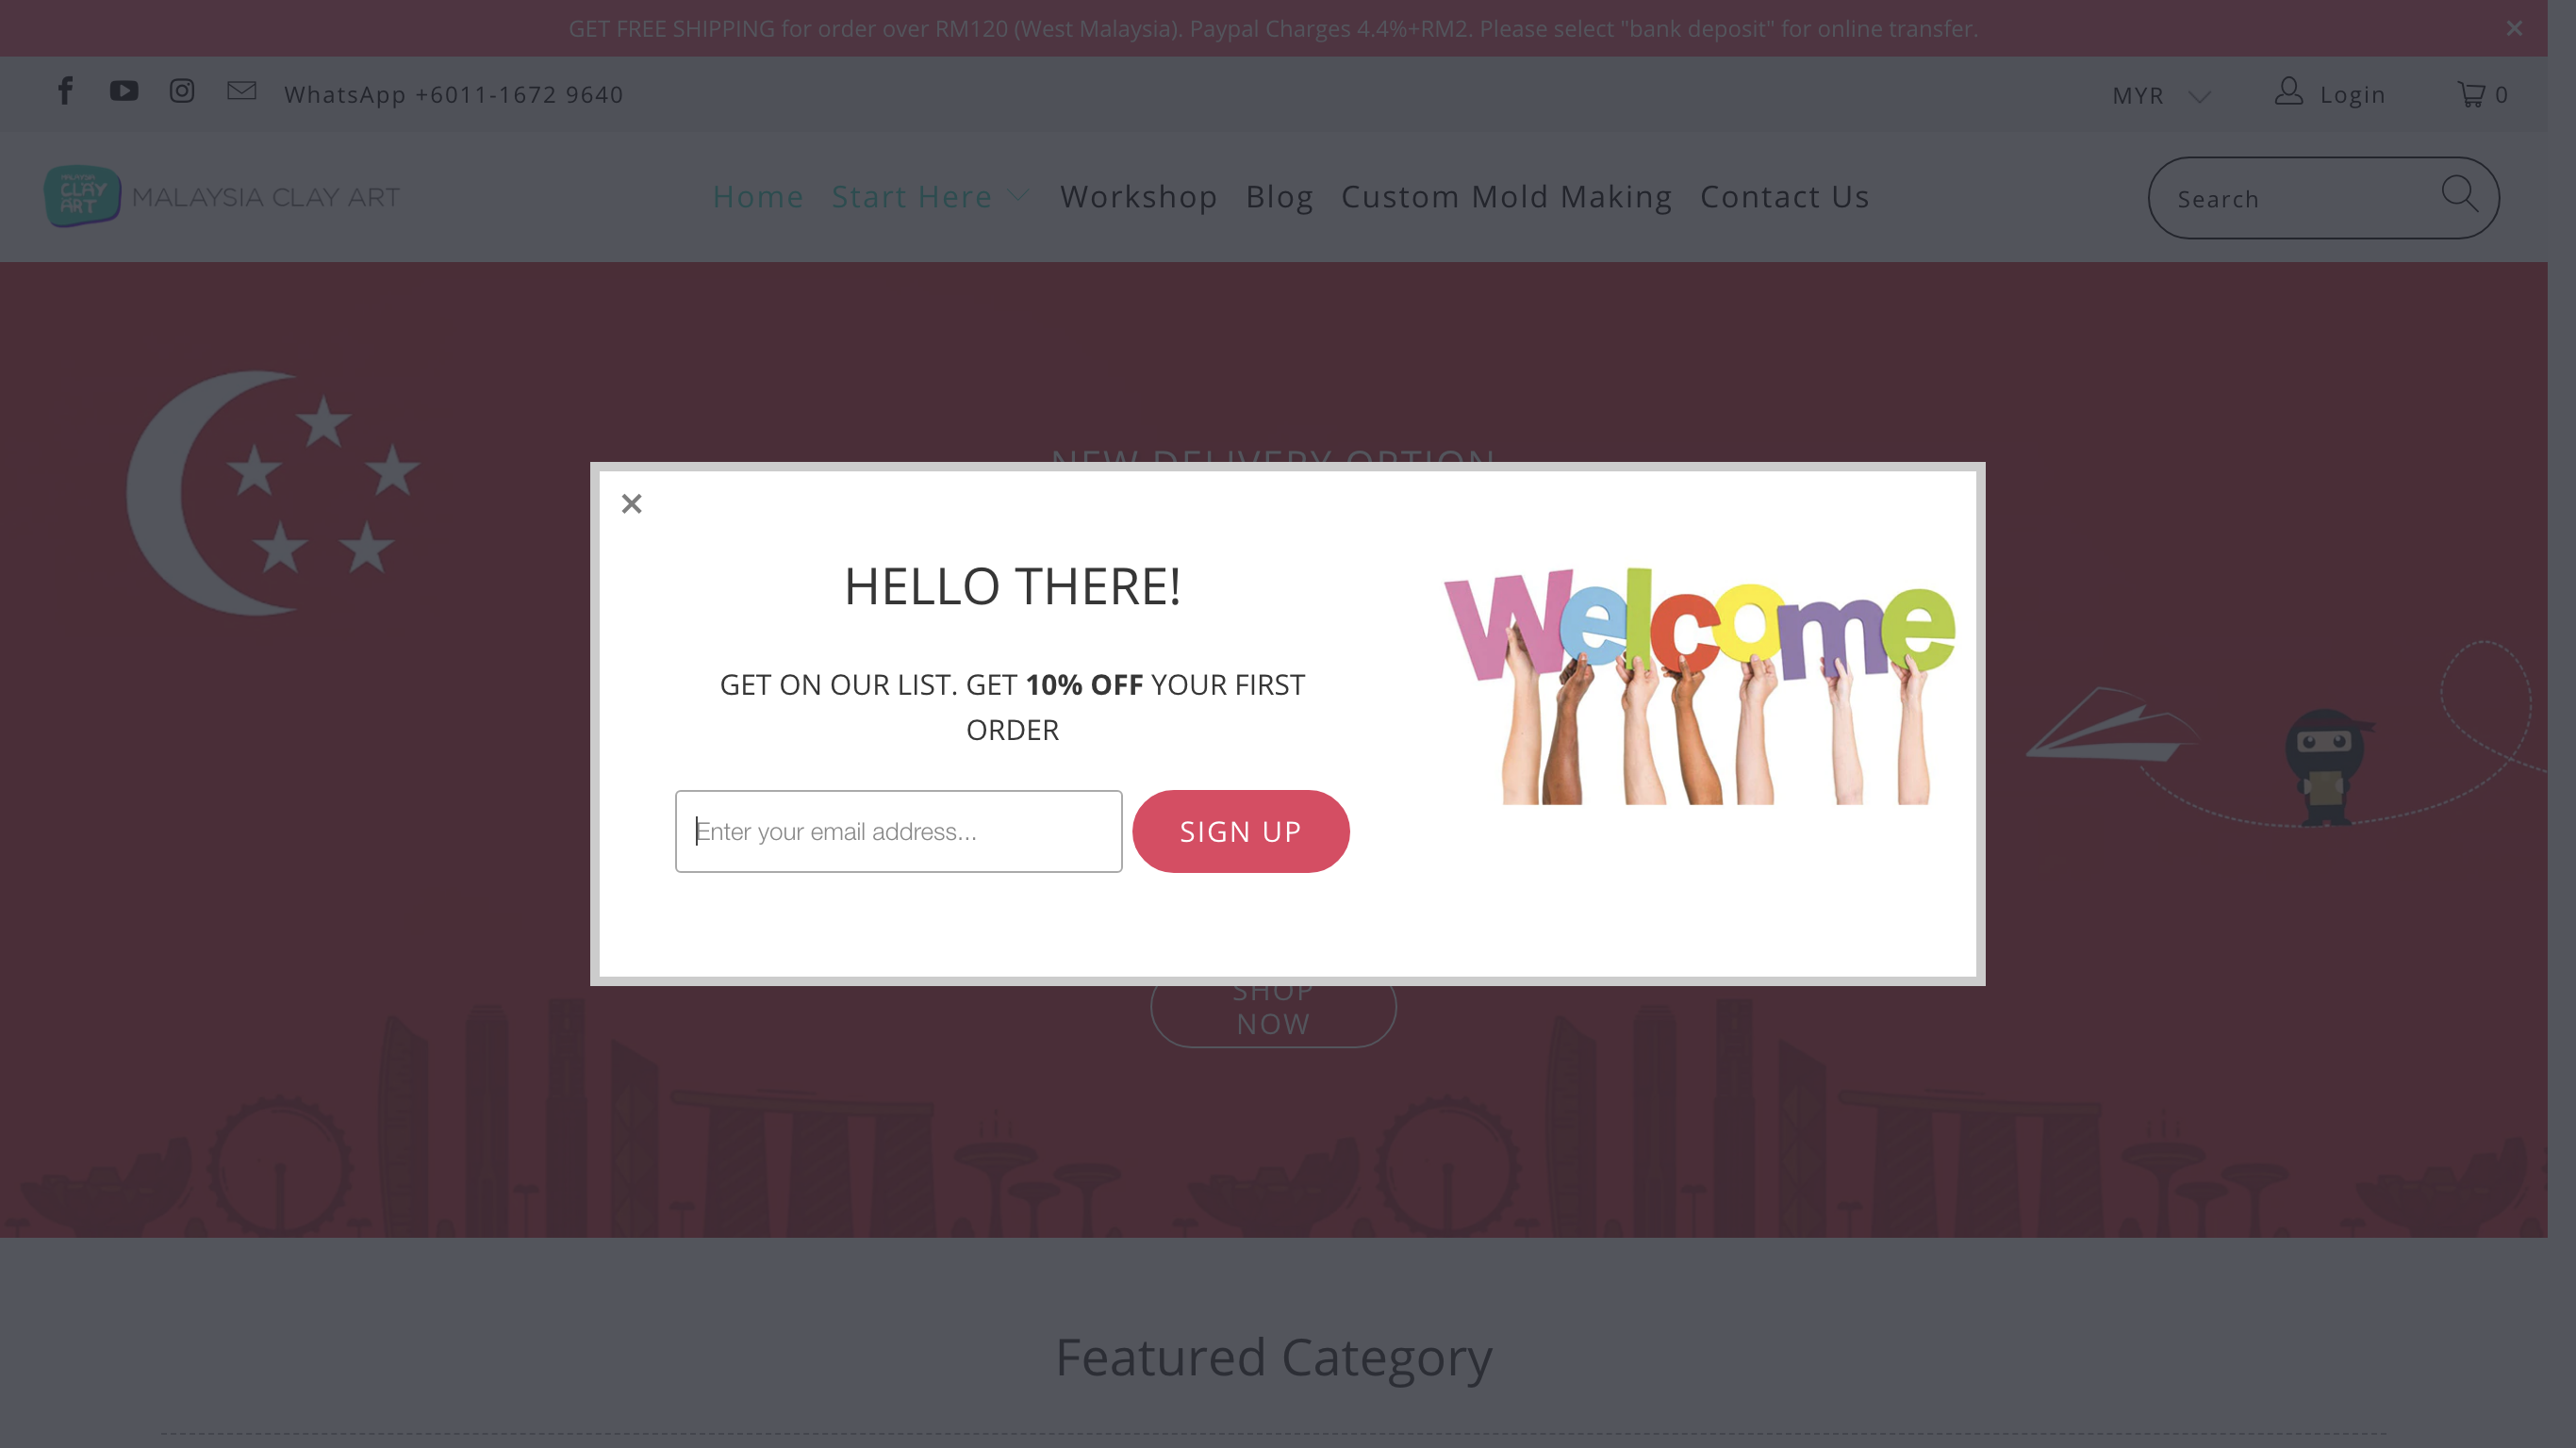 GET FREE SHIPPING for order over RM120 (West Malaysia). Paypal Charges 4.4%+RM2. Please select "bank deposit" for online transfer.
WhatsApp +6011-1672 9640
MYR
Login
0
MALAYSIA
CLAY
ART
MALAYSIA CLAY ART
Home
Start Here
Workshop
Blog
Custom Mold Making
Contact Us
Search
NEW DELIVERY OPTION
HELLO THERE!
GET ON OUR LIST. GET 10% OFF YOUR FIRST
ORDER
Enter your email address...
SIGN UP
Welcome
SHOP
NOW
Featured Category